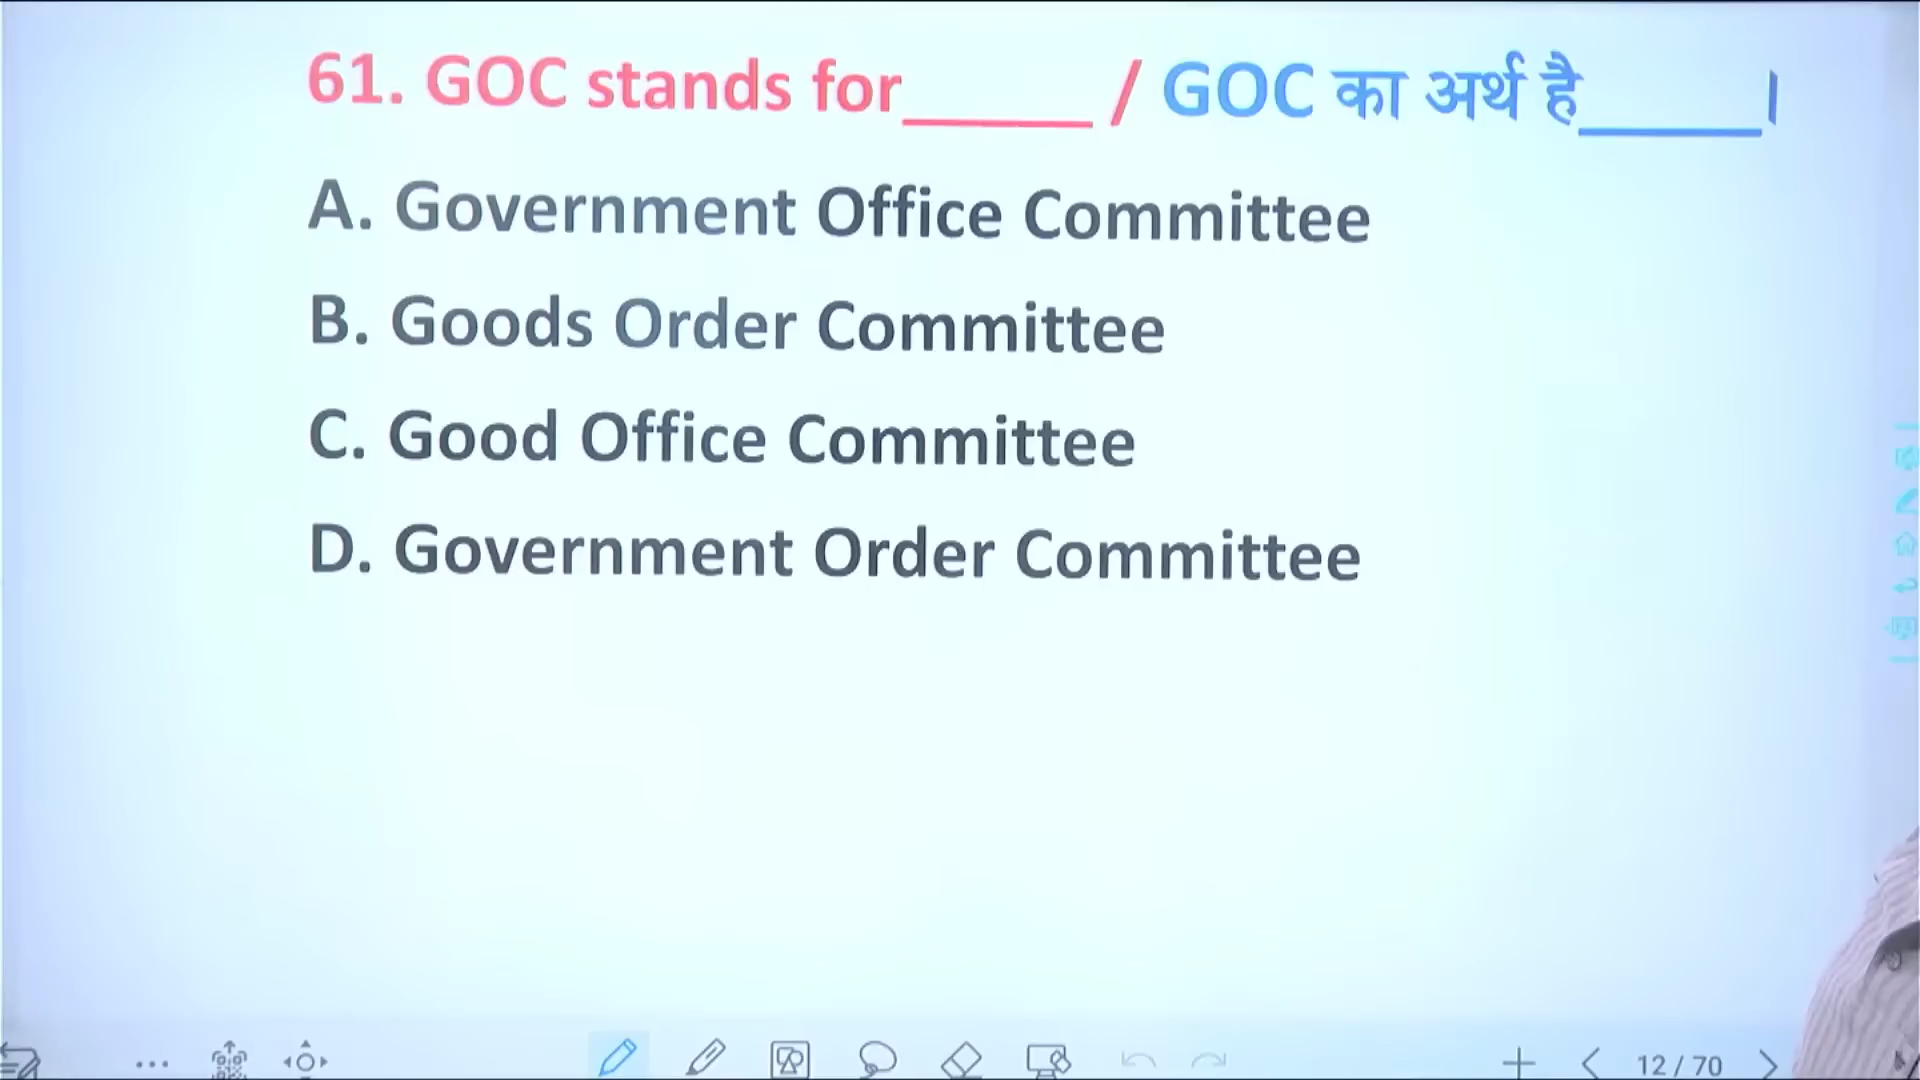 61. GOC stands for_____ / GOC का अर्थ है_____।
A. Government Office Committee
B. Goods Order Committee
C. Good Office Committee
D. Government Order Committee
12 / 70